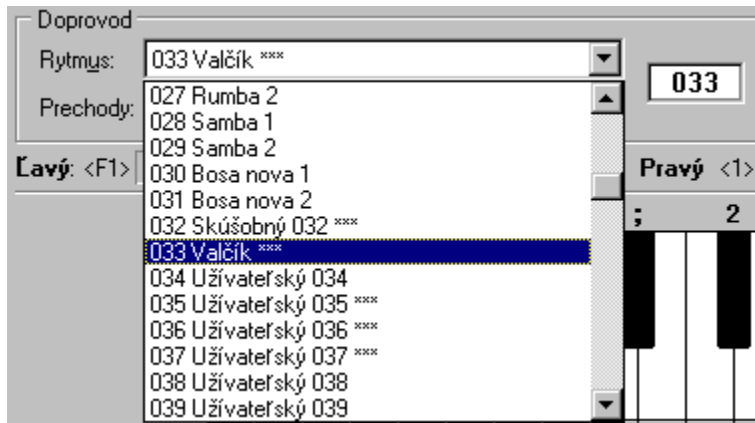 Doprovod
Rytmus: 033 Valčík *** 033
Prechody:
027 Rumba 2
028 Samba 1
029 Samba 2
030 Bosa nova 1
031 Bosa nova 2
032 Skúšobný 032 ***
033 Valčík ***
034 Užívateľský 034
035 Užívateľský 035 ***
036 Užívateľský 036 ***
037 Užívateľský 037 ***
038 Užívateľský 038
039 Užívateľský 039
Ľavý: <F1> Pravý <1>
; 2